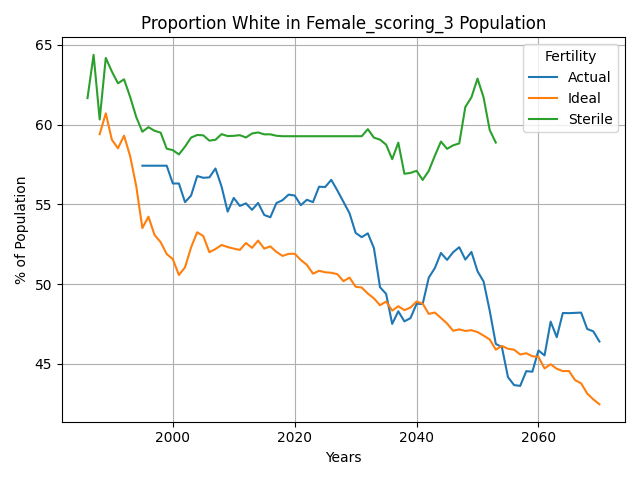 Proportion White in Female_scoring_3 Population
65
60
55
50
45
% of Population
Fertility
Actual
Ideal
Sterile
2000
2020
2040
2060
Years